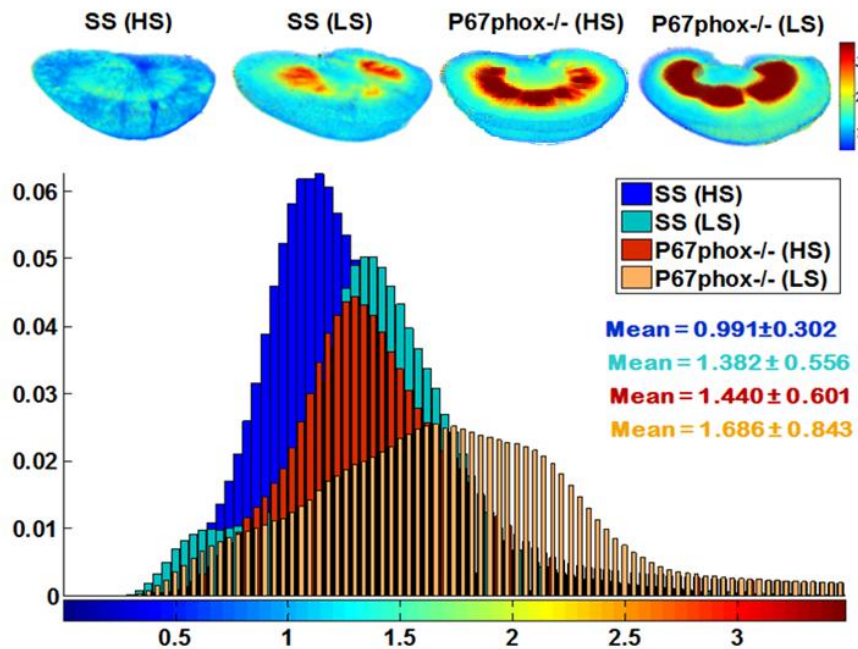 SS (HS) SS (LS) P67phox-/- (HS) P67phox-/- (LS)
0.06
0.05
0.04
0.03
0.02
0.01
0
SS (HS)
SS (LS)
P67phox-/- (HS)
P67phox-/- (LS)
Mean = 0.991±0.302
Mean = 1.382±0.556
Mean = 1.440±0.601
Mean = 1.686±0.843
0.5 1 1.5 2 2.5 3